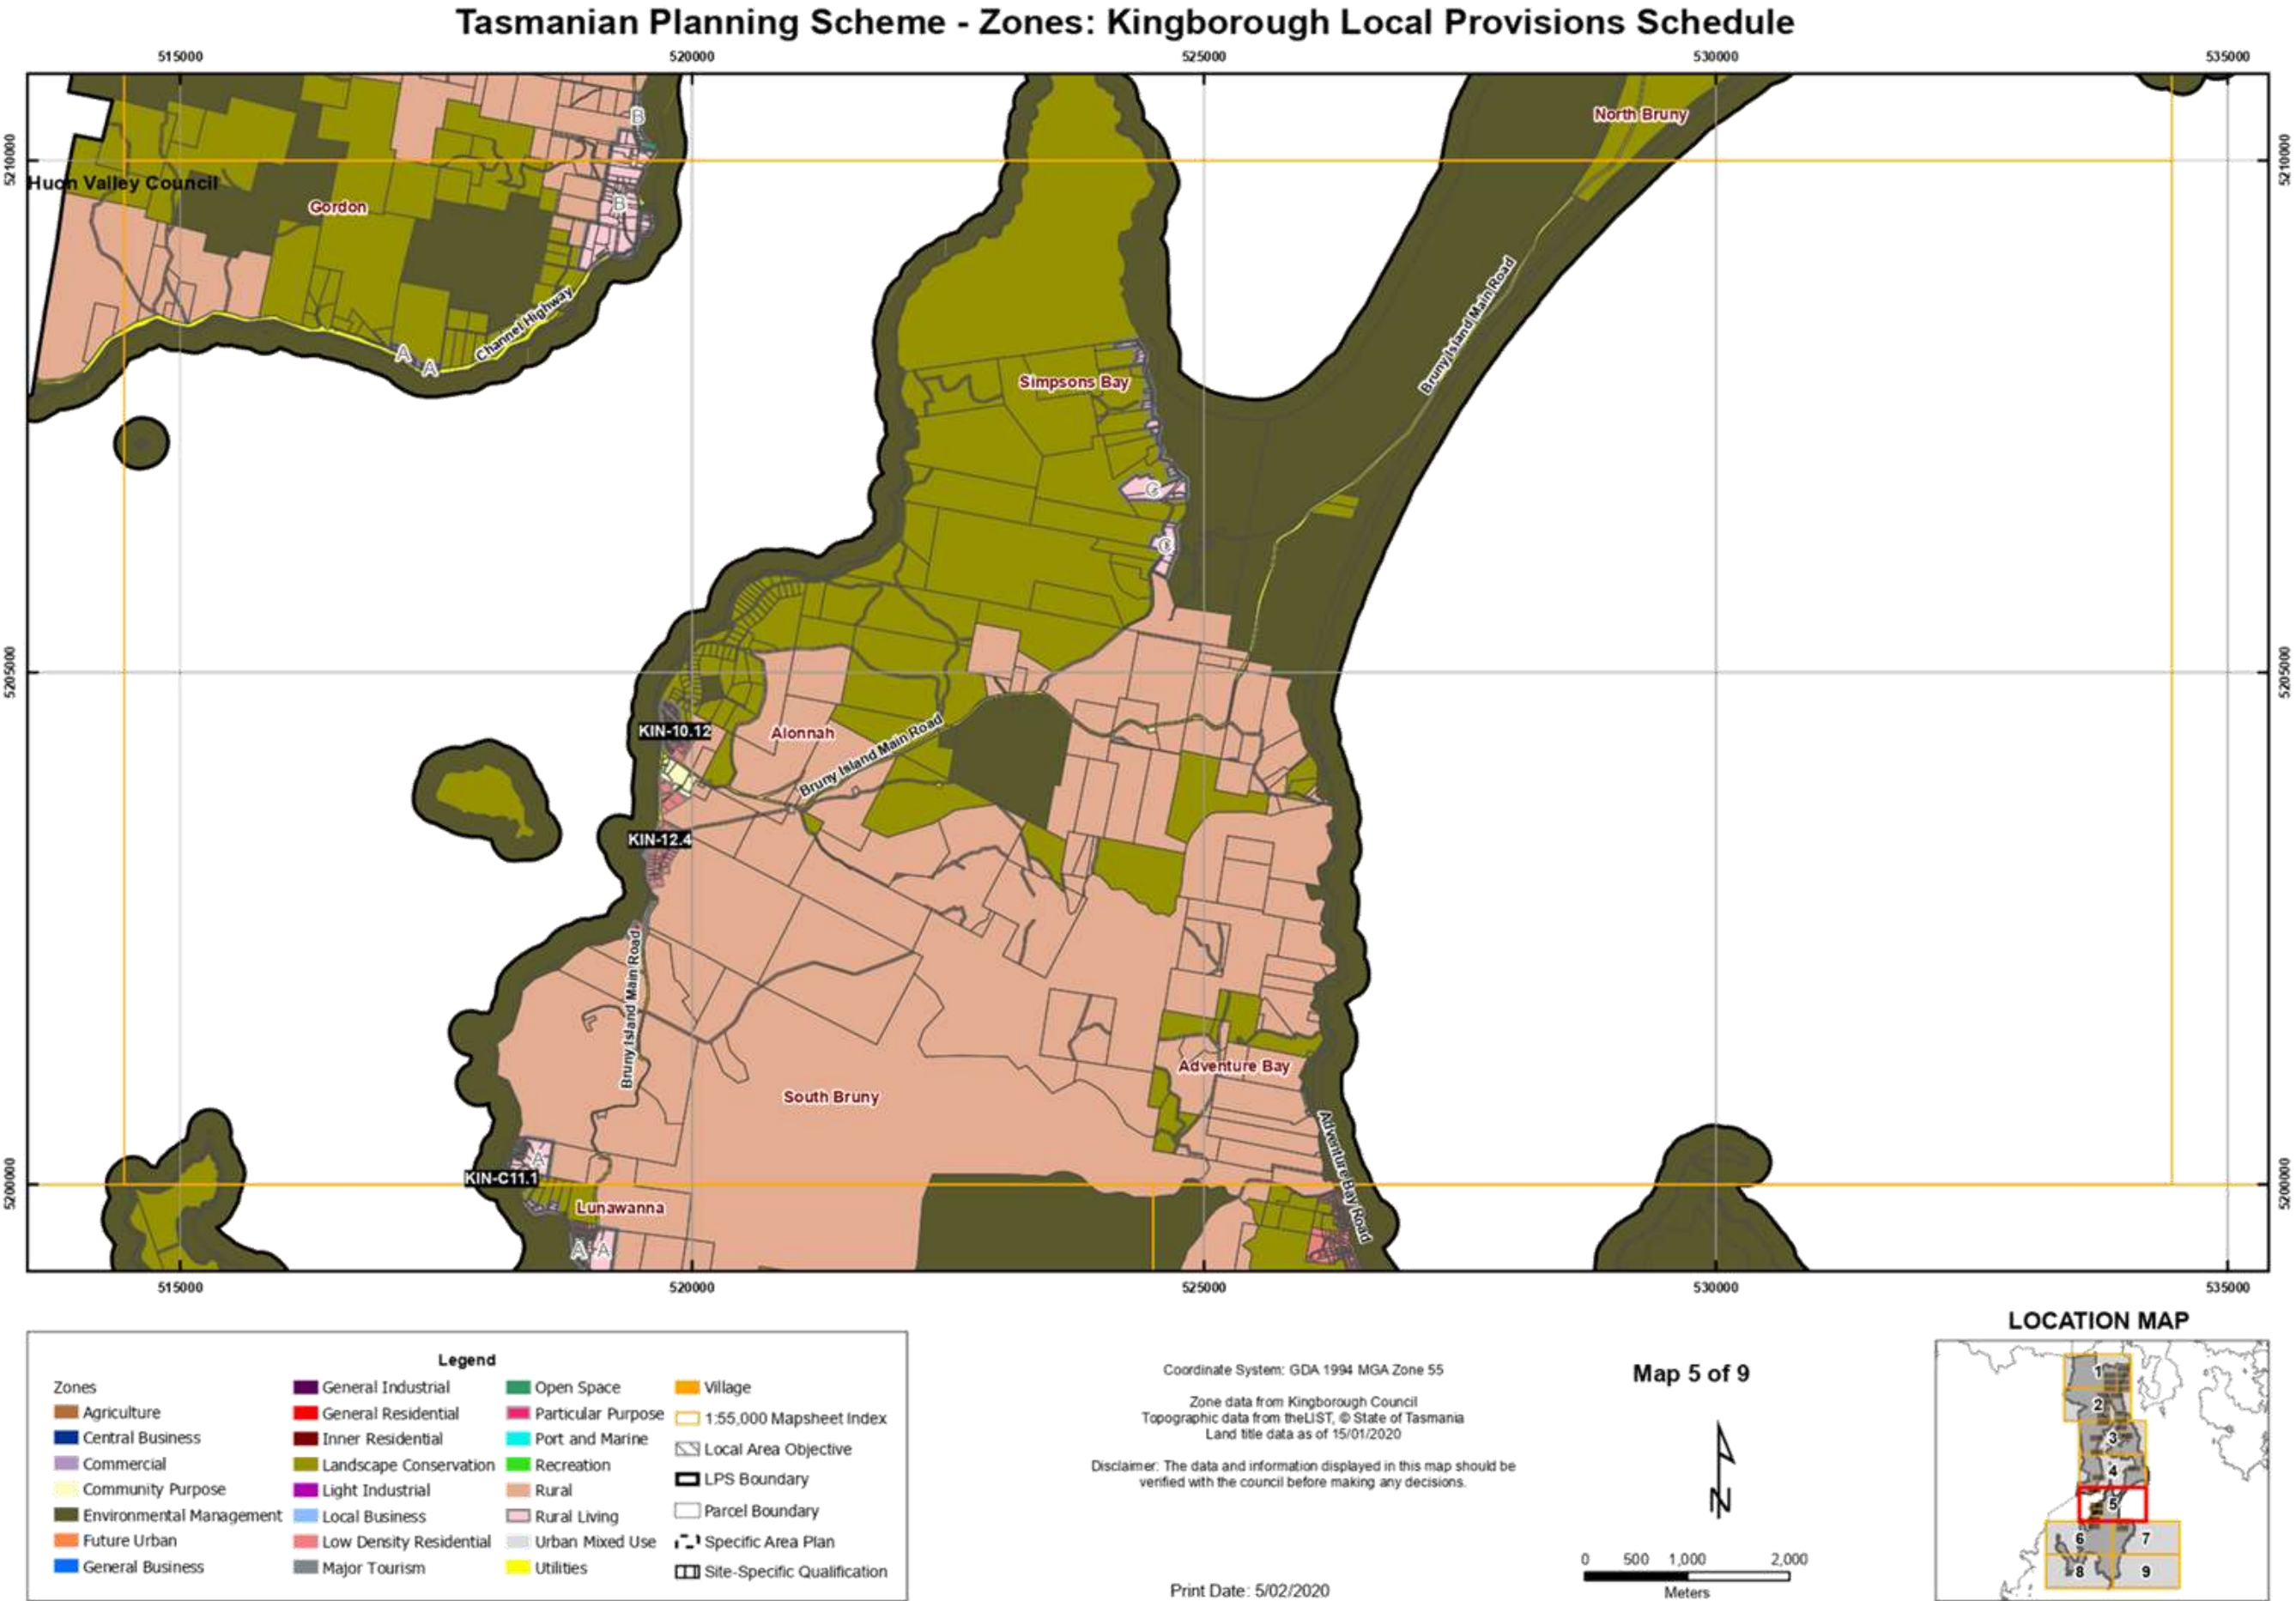 Tasmanian Planning Scheme - Zones: Kingborough Local Provisions Schedule
515000
520000
525000
530000
535000
5210000
5210000
5205000
5205000
5200000
5200000
North Bruny
B
Huon Valley Council
Gordon
B
Channel Highway
A
A
Bruny Island Main Road
Simpsons Bay
C
C
KIN-10.12
Alonnah
Bruny Island Main Road
KIN-12.4
Bruny Island Main Road
Adventure Bay
South Bruny
Adventure Bay Road
A
KIN-C11.1
Lunawanna
A
A
515000
520000
525000
530000
535000
Legend
Zones
Agriculture
Central Business
Commercial
Community Purpose
Environmental Management
Future Urban
General Business
General Industrial
General Residential
Inner Residential
Landscape Conservation
Light Industrial
Local Business
Low Density Residential
Major Tourism
Open Space
Particular Purpose
Port and Marine
Recreation
Rural
Rural Living
Urban Mixed Use
Utilities
Village
1:55,000 Mapsheet Index
Local Area Objective
LPS Boundary
Parcel Boundary
Specific Area Plan
Site-Specific Qualification
Coordinate System: GDA 1994 MGA Zone 55
Zone data from Kingborough Council
Topographic data from theLIST, © State of Tasmania
Land title data as of 15/01/2020
Disclaimer: The data and information displayed in this map should be
verified with the council before making any decisions.
Print Date: 5/02/2020
Map 5 of 9
N
0 500 1,000 2,000
Meters
LOCATION MAP
1
2
3
4
5
6
7
8
9